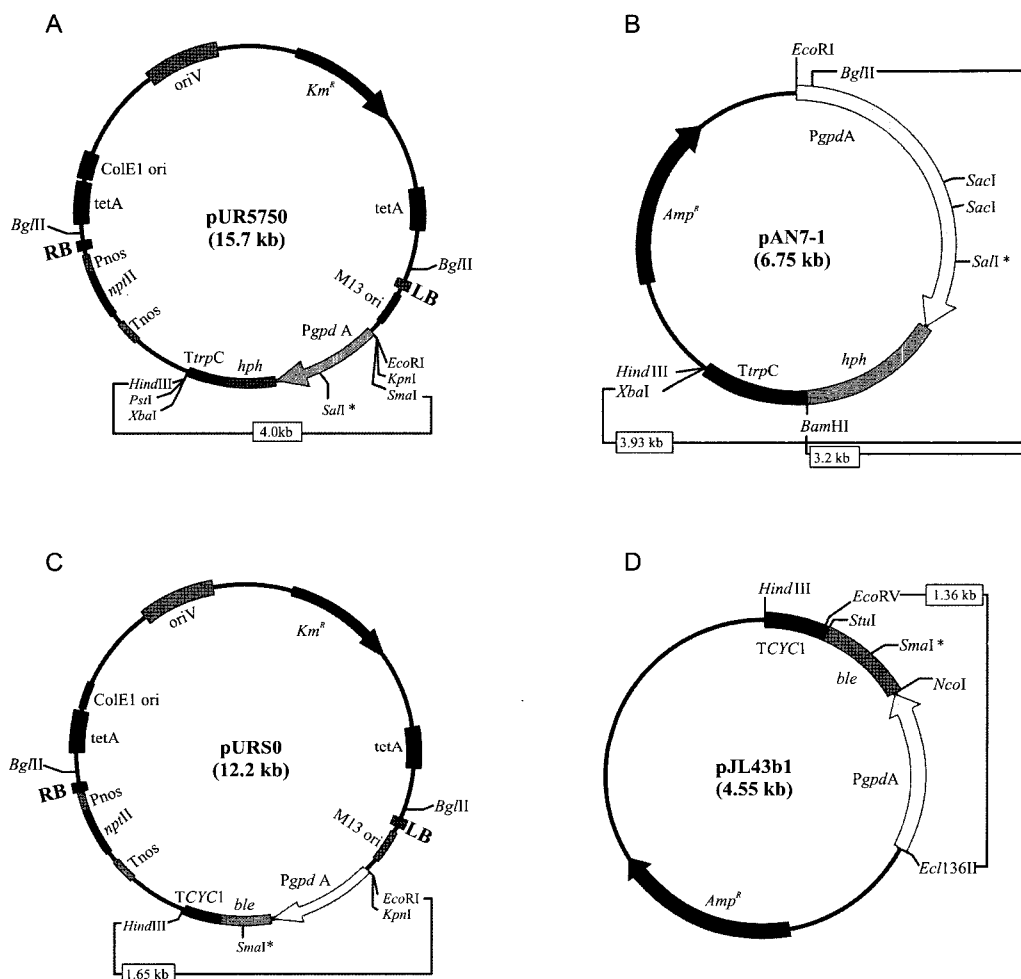 A
oriV
Km^R
ColE1 ori
tetA
BglII
RB
Pnos
nptII
Tnos
pUR5750
(15.7 kb)
tetA
BglII
LB
M13 ori
PgpdA
EcoRI
KpnI
SmaI
SalI*
hph
TtrpC
HindIII
PstI
XbaI
4.0kb
B
EcoRI
BglII
PgpdA
SacI
SacI
SalI*
Amp^R
pAN7-1
(6.75 kb)
hph
TtrpC
HindIII
XbaI
BamHI
3.93 kb
3.2 kb
C
oriV
Km^R
ColE1 ori
tetA
BglII
RB
Pnos
nptII
Tnos
pURS0
(12.2 kb)
tetA
BglII
LB
M13 ori
PgpdA
EcoRI
KpnI
ble
TCYC1
HindIII
SmaI*
1.65 kb
D
HindIII
EcoRV
1.36 kb
StuI
SmaI*
TCYC1
ble
NcoI
pJL43b1
(4.55 kb)
PgpdA
Ecl136II
Amp^R